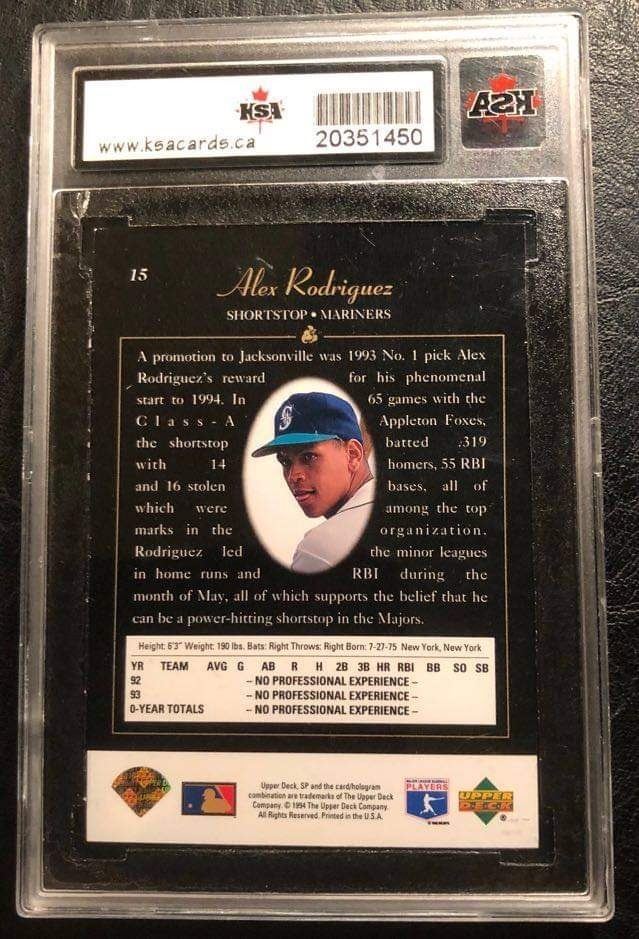 KSA
www.ksacards.ca
20351450
KSA
15
Alex Rodriguez
SHORTSTOP • MARINERS
A promotion to Jacksonville was 1993 No. 1 pick Alex
Rodriguez's reward for his phenomenal
start to 1994. In 65 games with the
Class-A Appleton Foxes,
the shortstop batted .319
with 14 homers, 55 RBI
and 16 stolen bases, all of
which were among the top
marks in the organization.
Rodriguez led the minor leagues
in home runs and RBI during the
month of May, all of which supports the belief that he
can be a power-hitting shortstop in the Majors.
Height: 6'3" Weight: 190 lbs. Bats: Right Throws: Right Born: 7-27-75 New York, New York
YR TEAM AVG G AB R H 2B 3B HR RBI BB SO SB
92 – NO PROFESSIONAL EXPERIENCE –
93 – NO PROFESSIONAL EXPERIENCE –
0-YEAR TOTALS – NO PROFESSIONAL EXPERIENCE –
Upper Deck, SP and the card/hologram
combination are trademarks of The Upper Deck
Company. © 1994 The Upper Deck Company.
All Rights Reserved. Printed in the U.S.A.
PLAYERS
UPPER
DECK